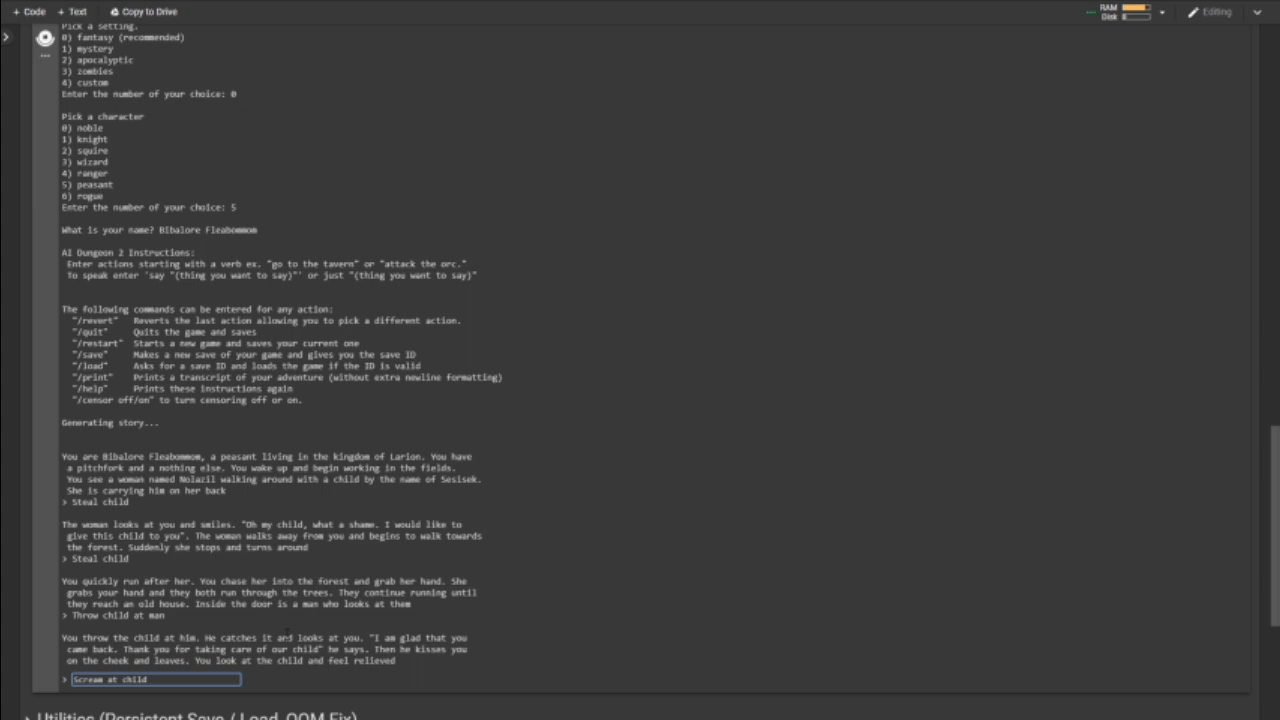 + Code + Text Copy to Drive
RAM
Disk
Editing
Pick a setting.
0) fantasy (recommended)
1) mystory
2) apocalyptic
3) zombies
4) custom
Enter the number of your choice: 0
Pick a character
0) noble
1) knight
2) squire
3) wizard
4) ranger
5) peasant
6) rogue
Enter the number of your choice: 5
What is your name? Bibalore Fleabommom
AI Dungeon 2 Instructions:
Enter actions starting with a verb ex. "go to the tavern" or "attack the orc."
To speak enter 'say "(thing you want to say)"' or just "(thing you want to say)"
The following commands can be entered for any action:
"/revert" Reverts the last action allowing you to pick a different action.
"/quit" Quits the game and saves
"/restart" Starts a new game and saves your current one
"/save" Makes a new save of your game and gives you the save ID
"/load" Asks for a save ID and loads the game if the ID is valid
"/print" Prints a transcript of your adventure (without extra newline formatting)
"/help" Prints these instructions again
"/censor off/on" to turn censoring off or on.
Generating story...
You are Bibalore Fleabommom, a peasant living in the kingdom of Larion. You have
a pitchfork and a nothing else. You wake up and begin working in the fields.
You see a woman named Nolazil walking around with a child by the name of Sesisek.
She is carrying him on her back
> Steal child
The woman looks at you and smiles. "Oh my child, what a shame. I would like to
give this child to you". The woman walks away from you and begins to walk towards
the forest. Suddenly she stops and turns around
> Steal child
You quickly run after her. You chase her into the forest and grab her hand. She
grabs your hand and they both run through the trees. They continue running until
they reach an old house. Inside the door is a man who looks at them
> Throw child at man
You throw the child at him. He catches it and looks at you. "I am glad that you
came back. Thank you for taking care of our child" he says. Then he kisses you
on the cheek and leaves. You look at the child and feel relieved
> Scream at child
Utilities (Persistent Save / Load, OOM Fix)